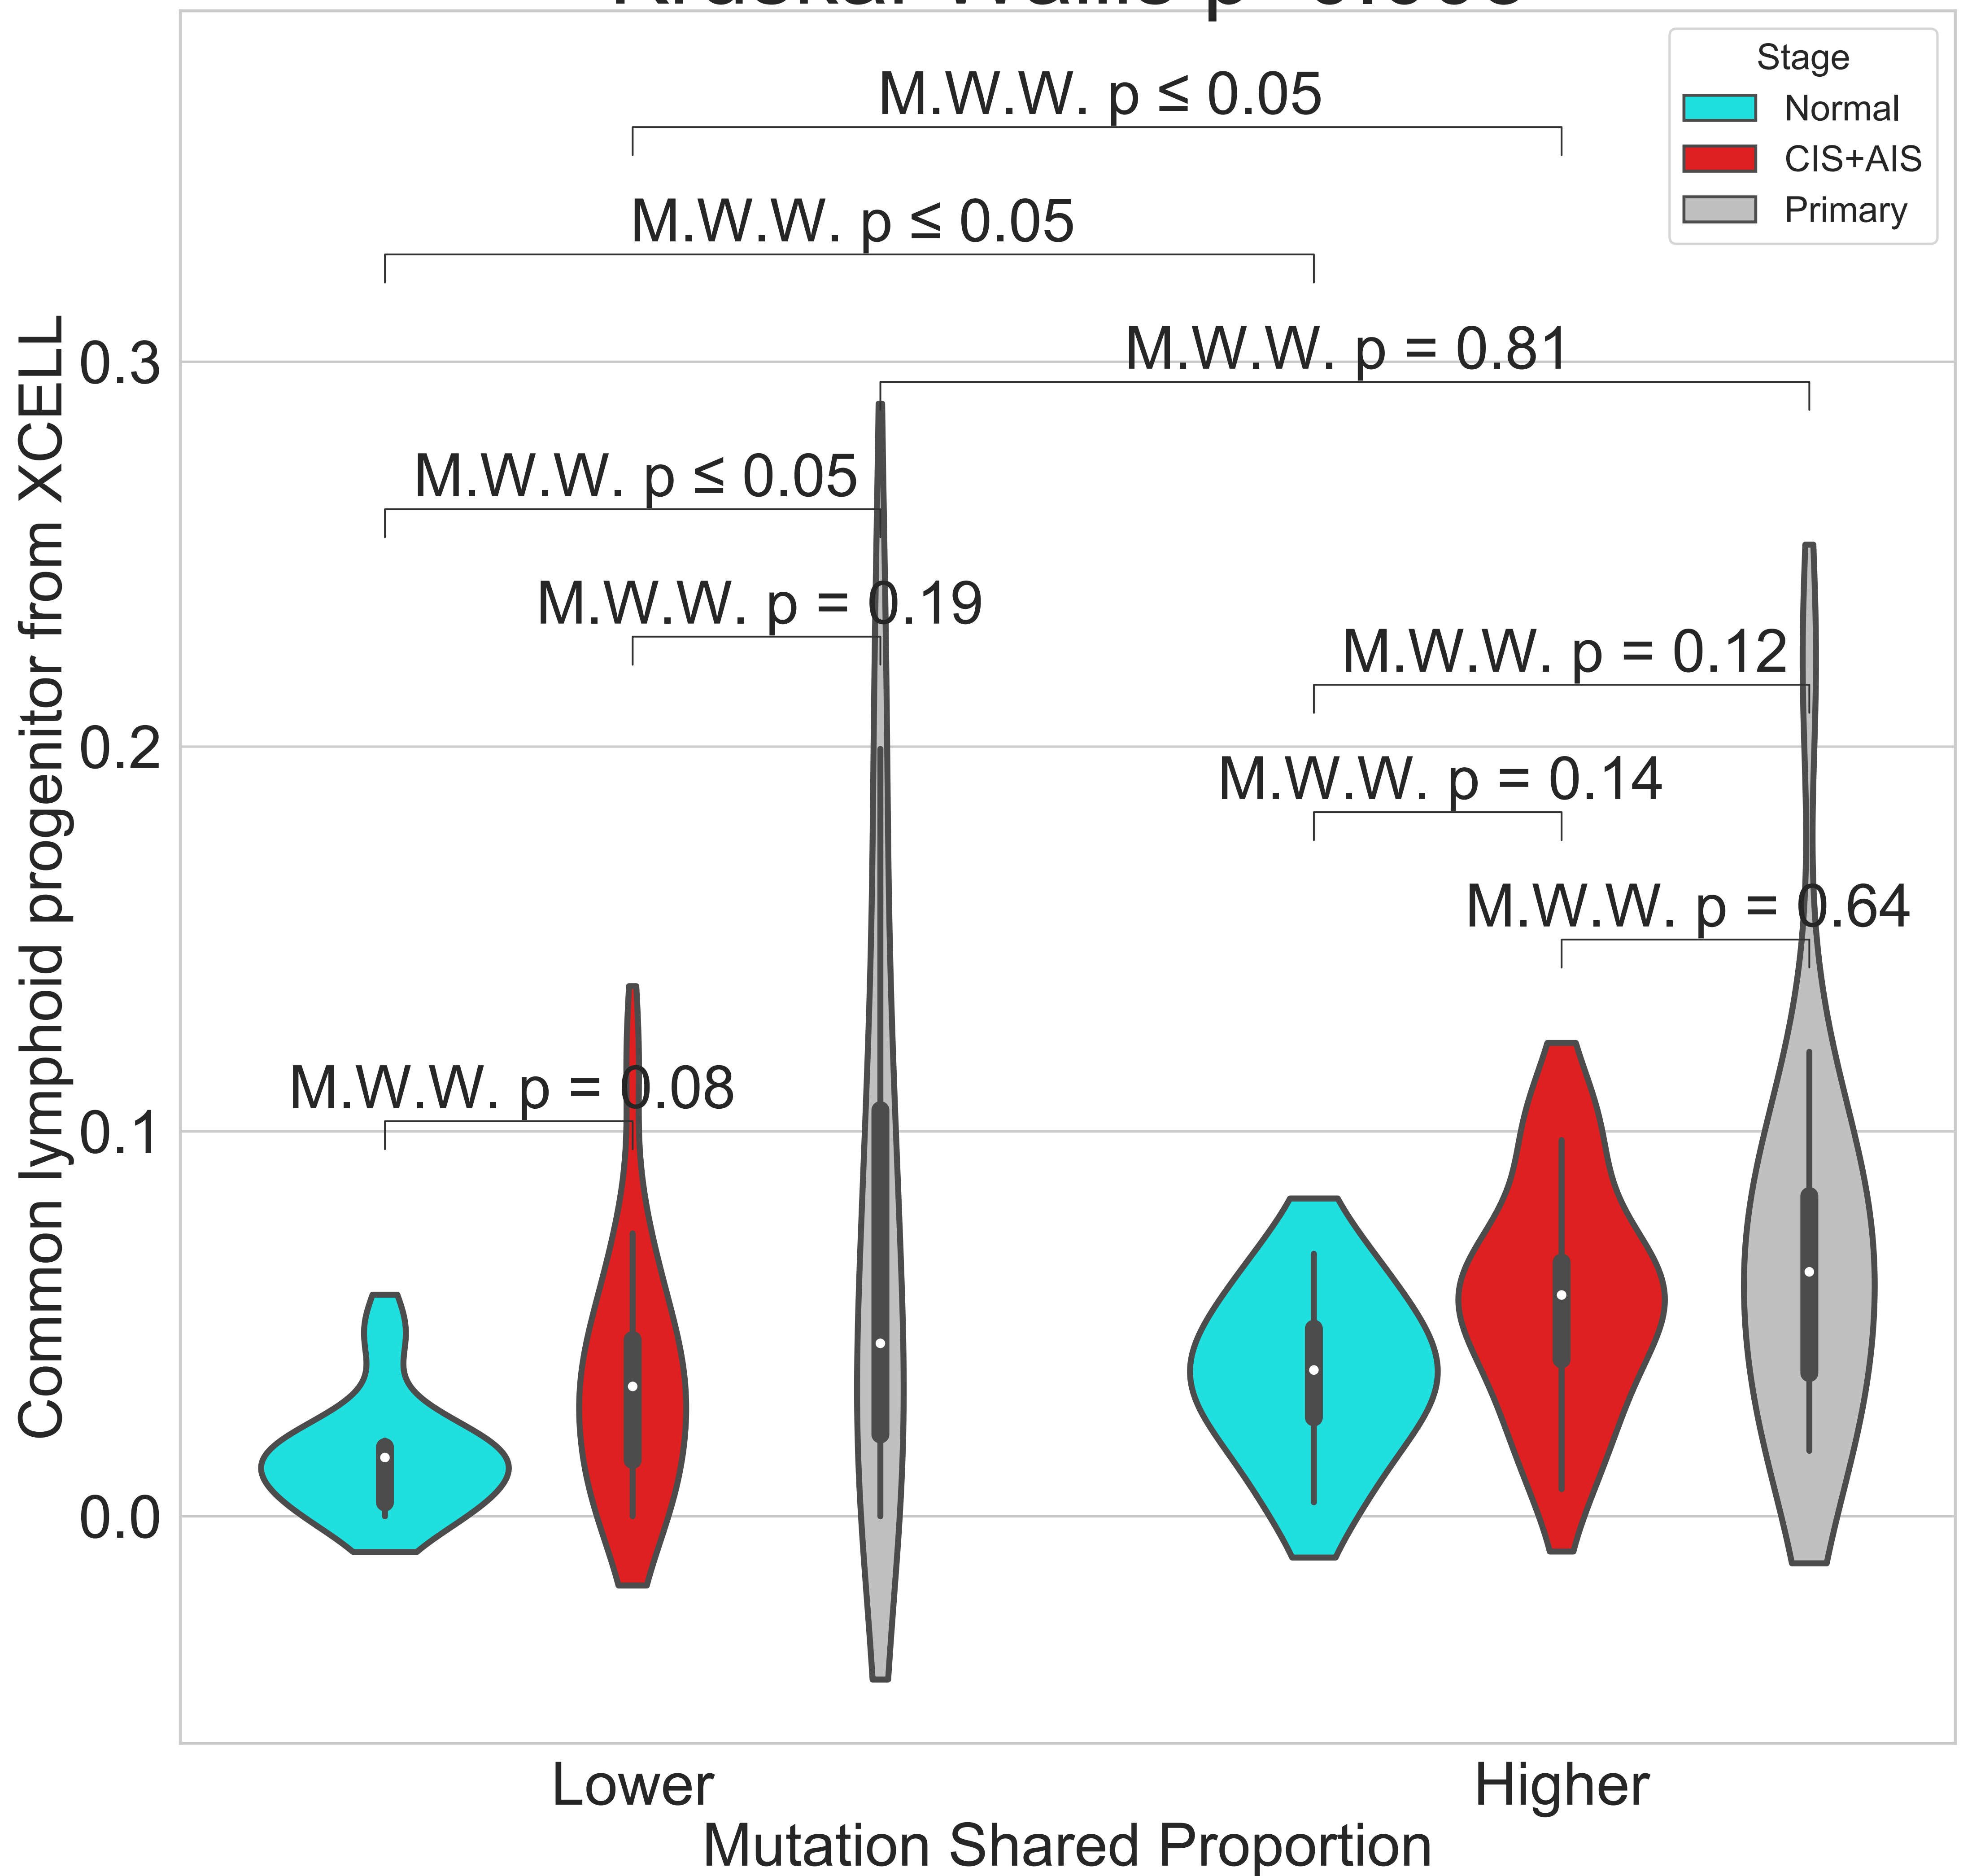 Stage
Normal
CIS+AIS
Primary
M.W.W. p ≤ 0.05
M.W.W. p ≤ 0.05
M.W.W. p = 0.81
M.W.W. p ≤ 0.05
M.W.W. p = 0.19
M.W.W. p = 0.12
M.W.W. p = 0.14
M.W.W. p = 0.64
M.W.W. p = 0.08
Common lymphoid progenitor from XCELL
0.3
0.2
0.1
0.0
Lower
Higher
Mutation Shared Proportion